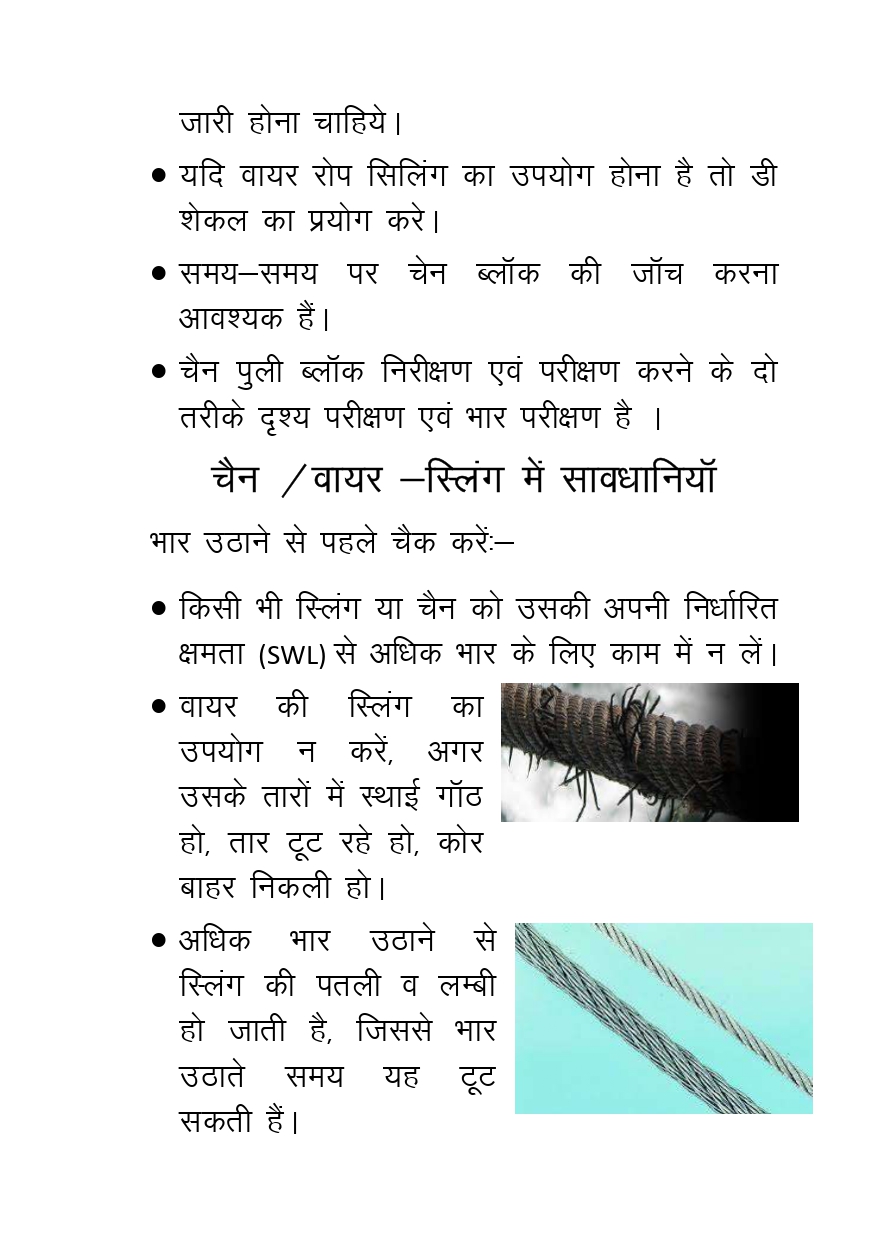 जारी होना चाहिये।
• यदि वायर रोप सिलिंग का उपयोग होना है तो डी
शेकल का प्रयोग करे।
• समय–समय पर चेन ब्लॉक की जॉच करना
आवश्यक हैं।
• चैन पुली ब्लॉक निरीक्षण एवं परीक्षण करने के दो
तरीके दृश्य परीक्षण एवं भार परीक्षण है ।
चैन /वायर –स्लिंग में सावधानियॉ
भार उठाने से पहले चैक करें:–
• किसी भी स्लिंग या चैन को उसकी अपनी निर्धारित
क्षमता (SWL) से अधिक भार के लिए काम में न लें।
• वायर की स्लिंग का
उपयोग न करें, अगर
उसके तारों में स्थाई गॉठ
हो, तार टूट रहे हो, कोर
बाहर निकली हो।
• अधिक भार उठाने से
स्लिंग की पतली व लम्बी
हो जाती है, जिससे भार
उठाते समय यह टूट
सकती हैं।